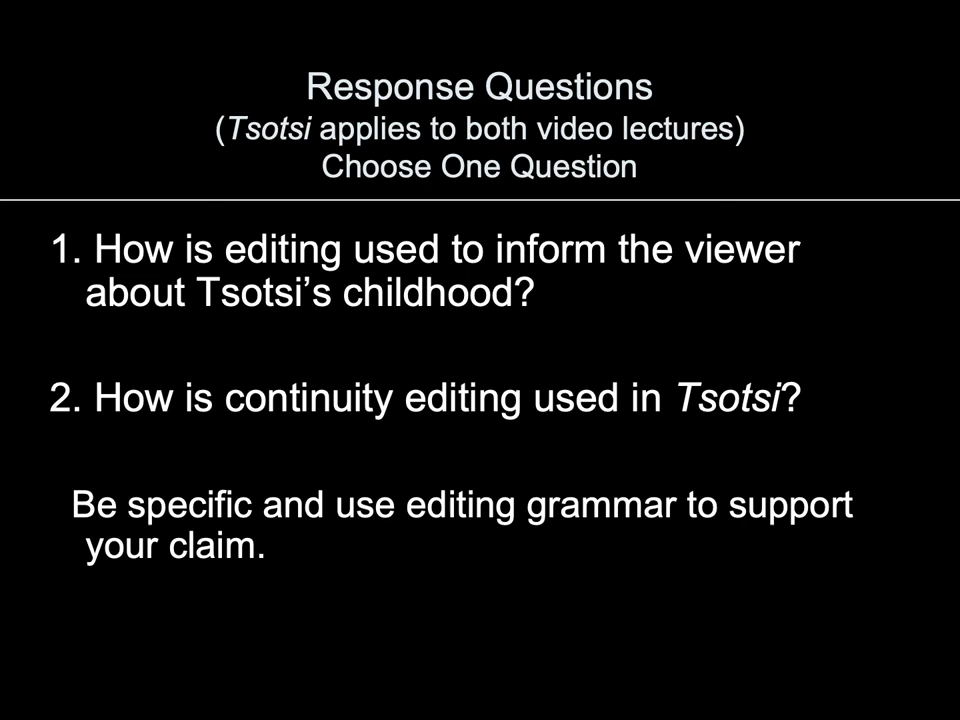 Response Questions
(Tsotsi applies to both video lectures)
Choose One Question
1. How is editing used to inform the viewer
about Tsotsi’s childhood?
2. How is continuity editing used in Tsotsi?
Be specific and use editing grammar to support
your claim.